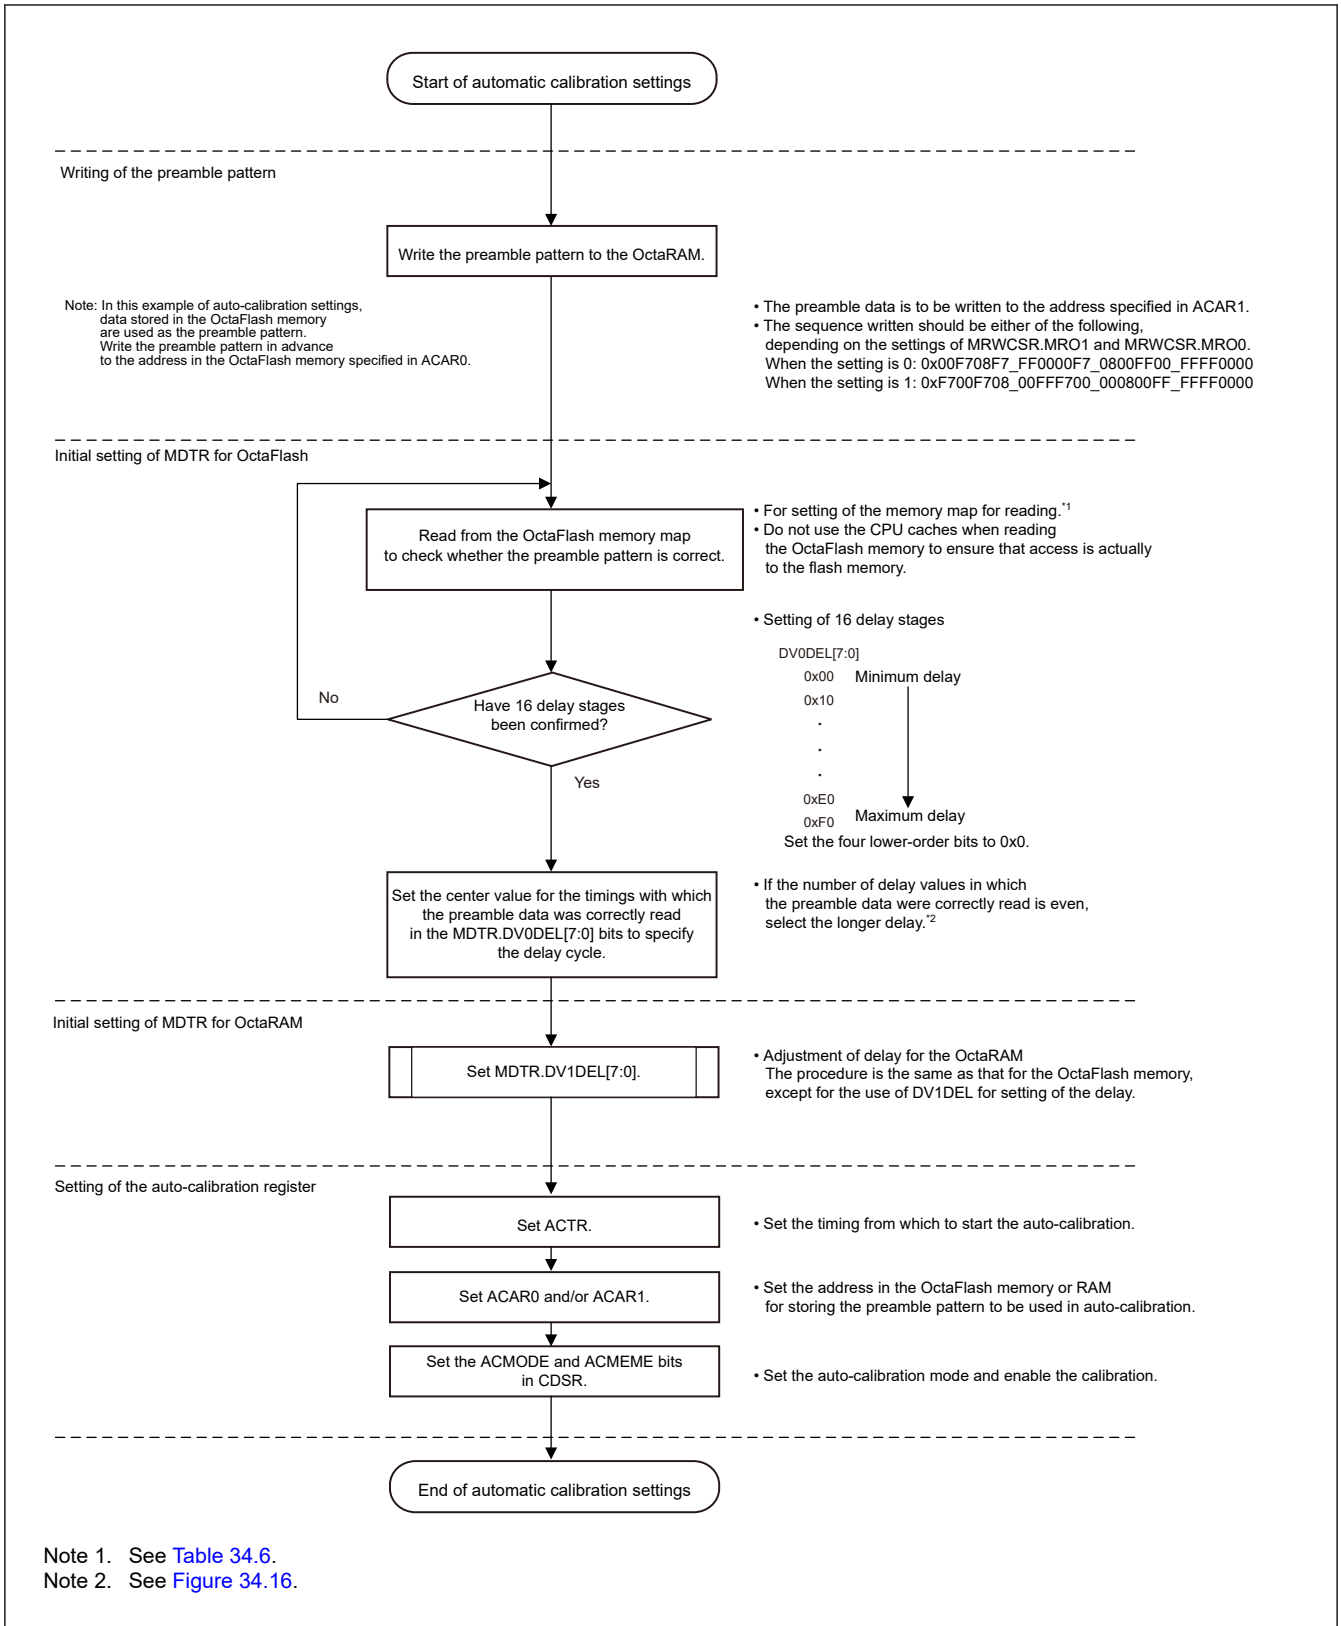 Start of automatic calibration settings
Writing of the preamble pattern
Write the preamble pattern to the OctaRAM.
Note: In this example of auto-calibration settings,
data stored in the OctaFlash memory
are used as the preamble pattern.
Write the preamble pattern in advance
to the address in the OctaFlash memory specified in ACAR0.
• The preamble data is to be written to the address specified in ACAR1.
• The sequence written should be either of the following,
depending on the settings of MRWCSR.MRO1 and MRWCSR.MRO0.
When the setting is 0: 0x00F708F7_FF0000F7_0800FF00_FFFF0000
When the setting is 1: 0xF700F708_00FFF700_000800FF_FFFF0000
Initial setting of MDTR for OctaFlash
Read from the OctaFlash memory map
to check whether the preamble pattern is correct.
• For setting of the memory map for reading.*1
• Do not use the CPU caches when reading
the OctaFlash memory to ensure that access is actually
to the flash memory.
• Setting of 16 delay stages
DV0DEL[7:0]
0x00 Minimum delay
0x10
.
.
.
0xE0
0xF0 Maximum delay
Set the four lower-order bits to 0x0.
No
Have 16 delay stages
been confirmed?
Yes
Set the center value for the timings with which
the preamble data was correctly read
in the MDTR.DV0DEL[7:0] bits to specify
the delay cycle.
• If the number of delay values in which
the preamble data were correctly read is even,
select the longer delay.*2
Initial setting of MDTR for OctaRAM
Set MDTR.DV1DEL[7:0].
• Adjustment of delay for the OctaRAM
The procedure is the same as that for the OctaFlash memory,
except for the use of DV1DEL for setting of the delay.
Setting of the auto-calibration register
Set ACTR.
• Set the timing from which to start the auto-calibration.
Set ACAR0 and/or ACAR1.
• Set the address in the OctaFlash memory or RAM
for storing the preamble pattern to be used in auto-calibration.
Set the ACMODE and ACMEME bits
in CDSR.
• Set the auto-calibration mode and enable the calibration.
End of automatic calibration settings
Note 1. See Table 34.6.
Note 2. See Figure 34.16.